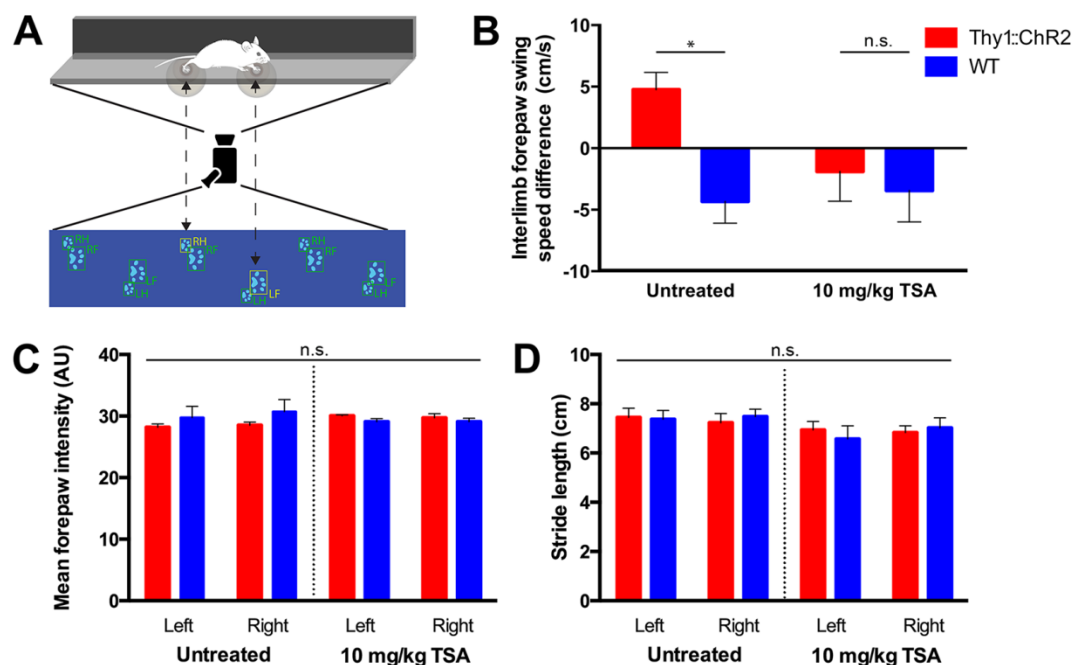 A
RH
RF
LF
LH
RH
RF
LH
LF
RH
RF
LF
LH
B
Interlimb forepaw swing
speed difference (cm/s)
10
5
0
-5
-10
*
n.s.
Untreated
10 mg/kg TSA
Thy1::ChR2
WT
C
Mean forepaw intensity (AU)
40
30
20
10
0
n.s.
Left
Right
Left
Right
Untreated
10 mg/kg TSA
D
Stride length (cm)
10
8
6
4
2
0
n.s.
Left
Right
Left
Right
Untreated
10 mg/kg TSA